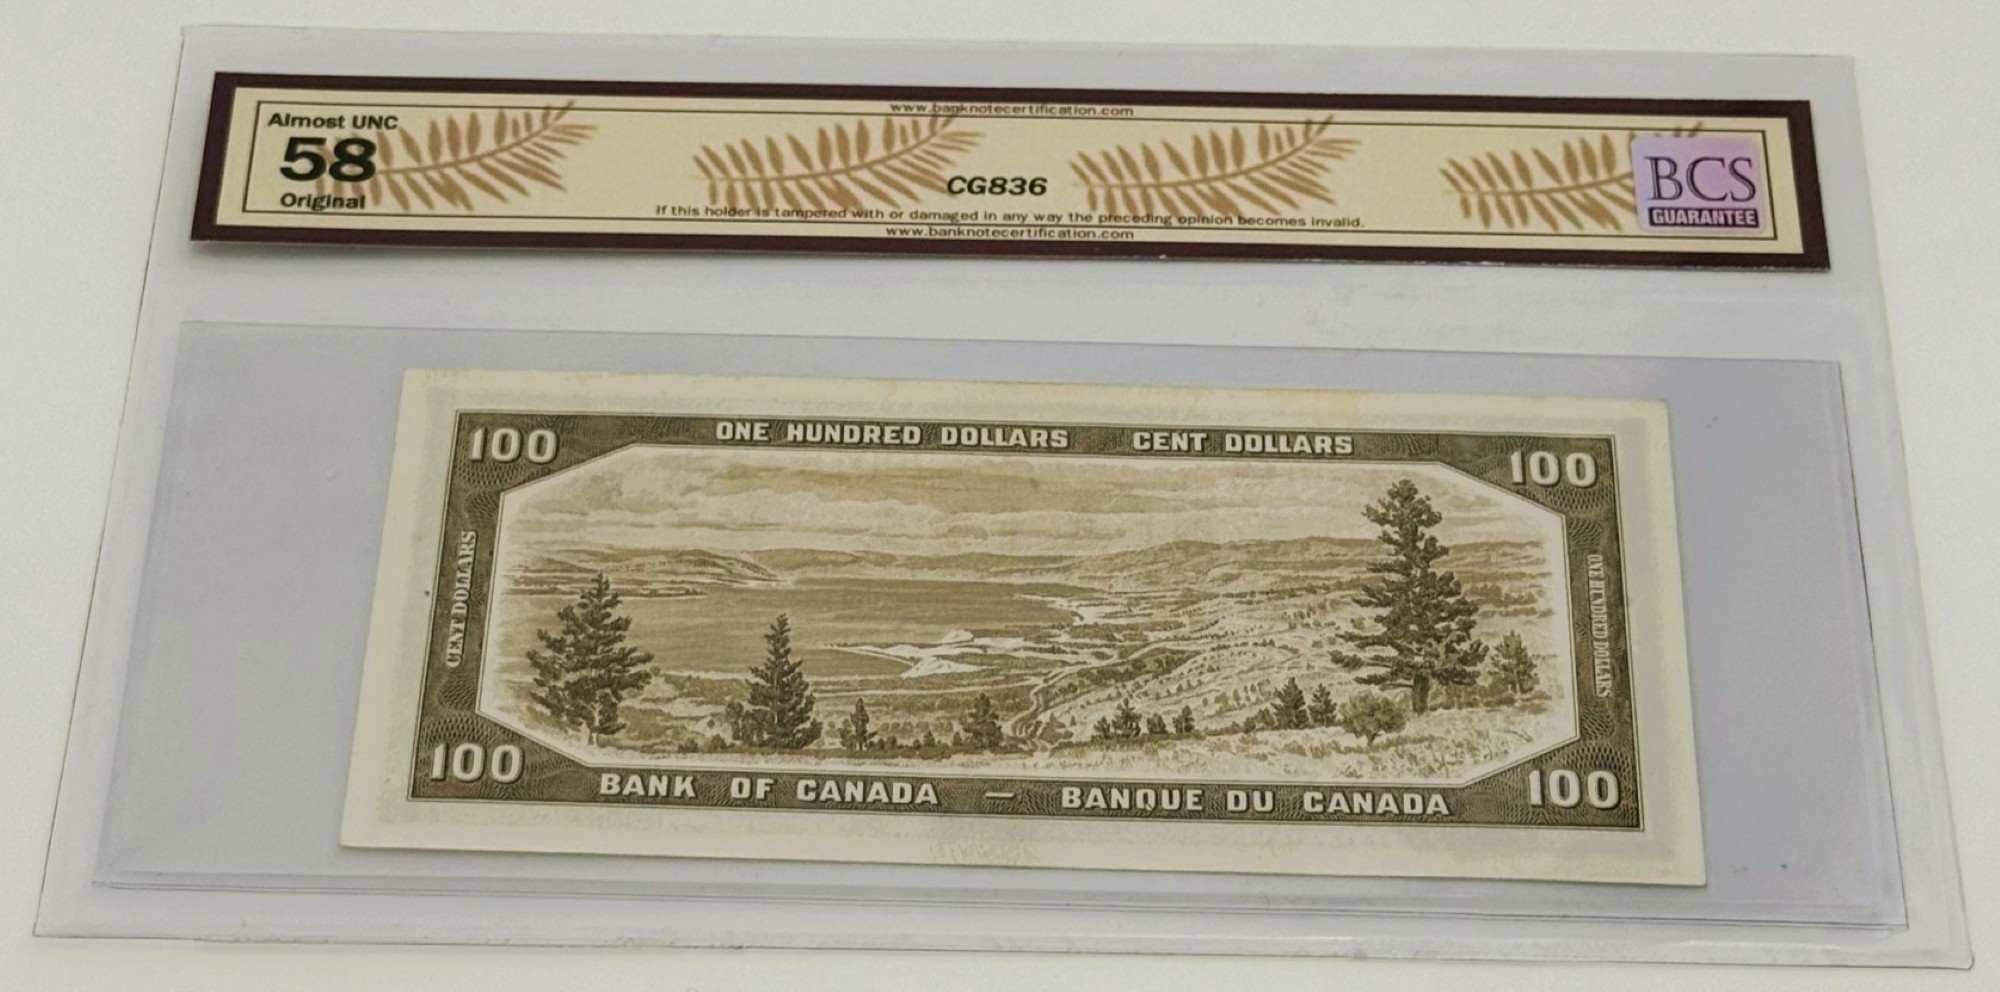 www.banknotecertification.com
Almost UNC
58
Original
CG836
If this holder is tampered with or damaged in any way the preceding opinion becomes invalid.
www.banknotecertification.com
BCS
GUARANTEE
100 ONE HUNDRED DOLLARS CENT DOLLARS 100
CENT DOLLARS
ONE HUNDRED DOLLARS
100 BANK OF CANADA — BANQUE DU CANADA 100